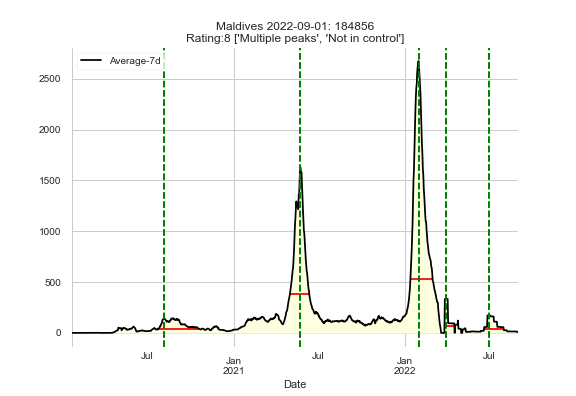 Maldives 2022-09-01: 184856
Rating:8 ['Multiple peaks', 'Not in control']
Average-7d
2500
2000
1500
1000
500
0
Jul
Jan
2021
Jul
Jan
2022
Jul
Date